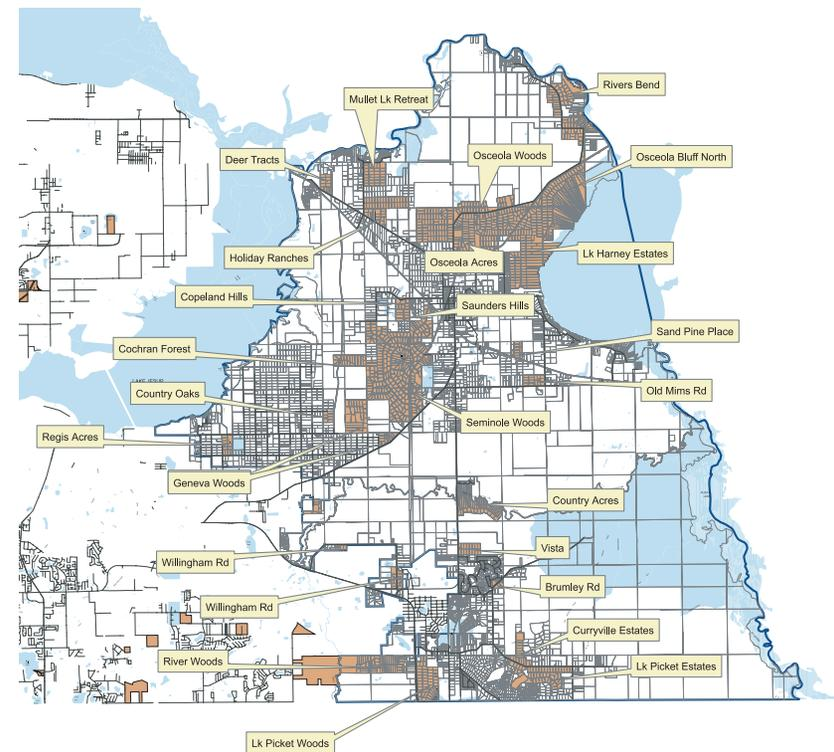 Rivers Bend
Mullet Lk Retreat
Deer Tracts
Osceola Woods
Osceola Bluff North
Holiday Ranches
Osceola Acres
Lk Harney Estates
Copeland Hills
Saunders Hills
Sand Pine Place
Cochran Forest
Country Oaks
Old Mims Rd
Seminole Woods
Regis Acres
Geneva Woods
Country Acres
Willingham Rd
Vista
Brumley Rd
Willingham Rd
Curryville Estates
River Woods
Lk Picket Estates
Lk Picket Woods